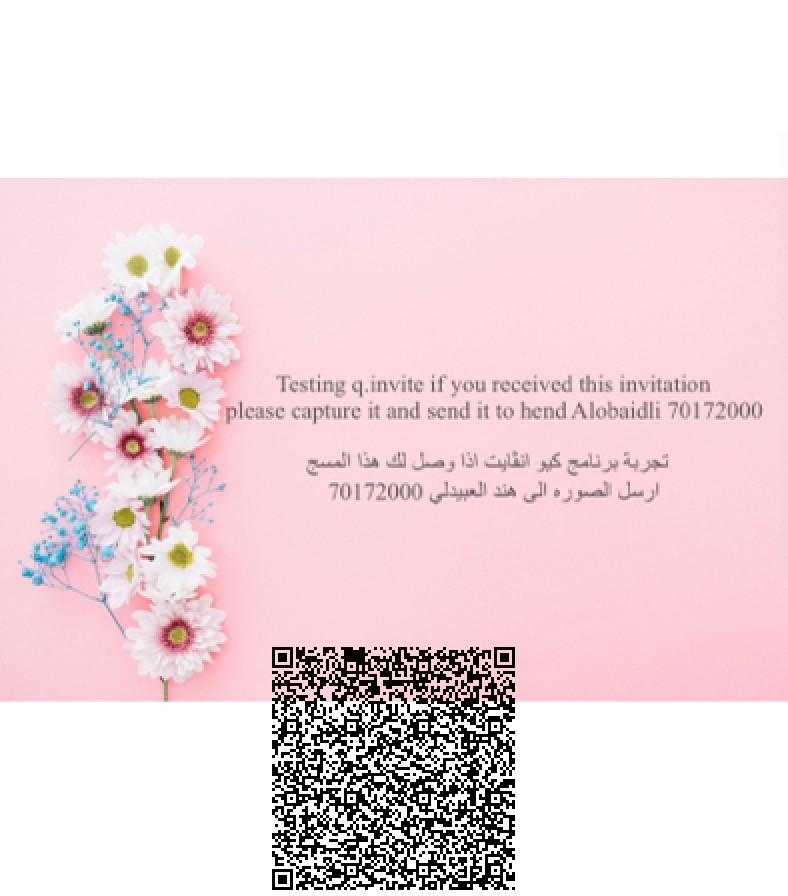 Testing q.invite if you received this invitation
please capture it and send it to hend Alobaidli 70172000
تجربة برنامج كيو انڤايت اذا وصل لك هذا المسج
ارسل الصوره الى هند العبيدلي 70172000